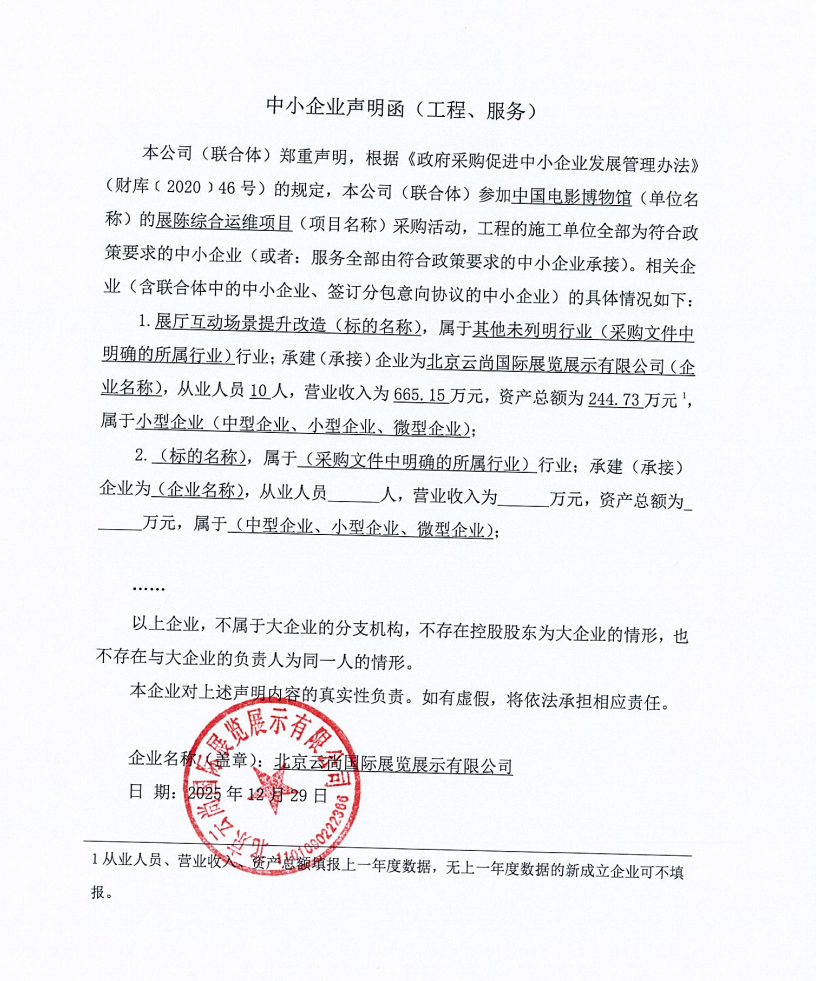 中小企业声明函（工程、服务）
本公司（联合体）郑重声明，根据《政府采购促进中小企业发展管理办法》
（财库﹝2020﹞46 号）的规定，本公司（联合体）参加中国电影博物馆（单位名
称）的展陈综合运维项目（项目名称）采购活动，工程的施工单位全部为符合政
策要求的中小企业（或者：服务全部由符合政策要求的中小企业承接）。相关企
业（含联合体中的中小企业、签订分包意向协议的中小企业）的具体情况如下：
1. 展厅互动场景提升改造（标的名称），属于其他未列明行业（采购文件中
明确的所属行业）行业；承建（承接）企业为北京云尚国际展览展示有限公司（企
业名称），从业人员 10 人，营业收入为 665.15 万元，资产总额为 244.73 万元 1，
属于小型企业（中型企业、小型企业、微型企业）；
2. （标的名称），属于（采购文件中明确的所属行业）行业；承建（承接）
企业为（企业名称），从业人员______人，营业收入为______万元，资产总额为_
_____万元，属于（中型企业、小型企业、微型企业）；
……
以上企业，不属于大企业的分支机构，不存在控股股东为大企业的情形，也
不存在与大企业的负责人为同一人的情形。
本企业对上述声明内容的真实性负责。如有虚假，将依法承担相应责任。
企业名称（盖章）：北京云尚国际展览展示有限公司
日 期：2025 年 12 月 29 日
北京云尚国际展览展示有限公司
1101080222366
1 从业人员、营业收入、资产总额填报上一年度数据，无上一年度数据的新成立企业可不填
报。